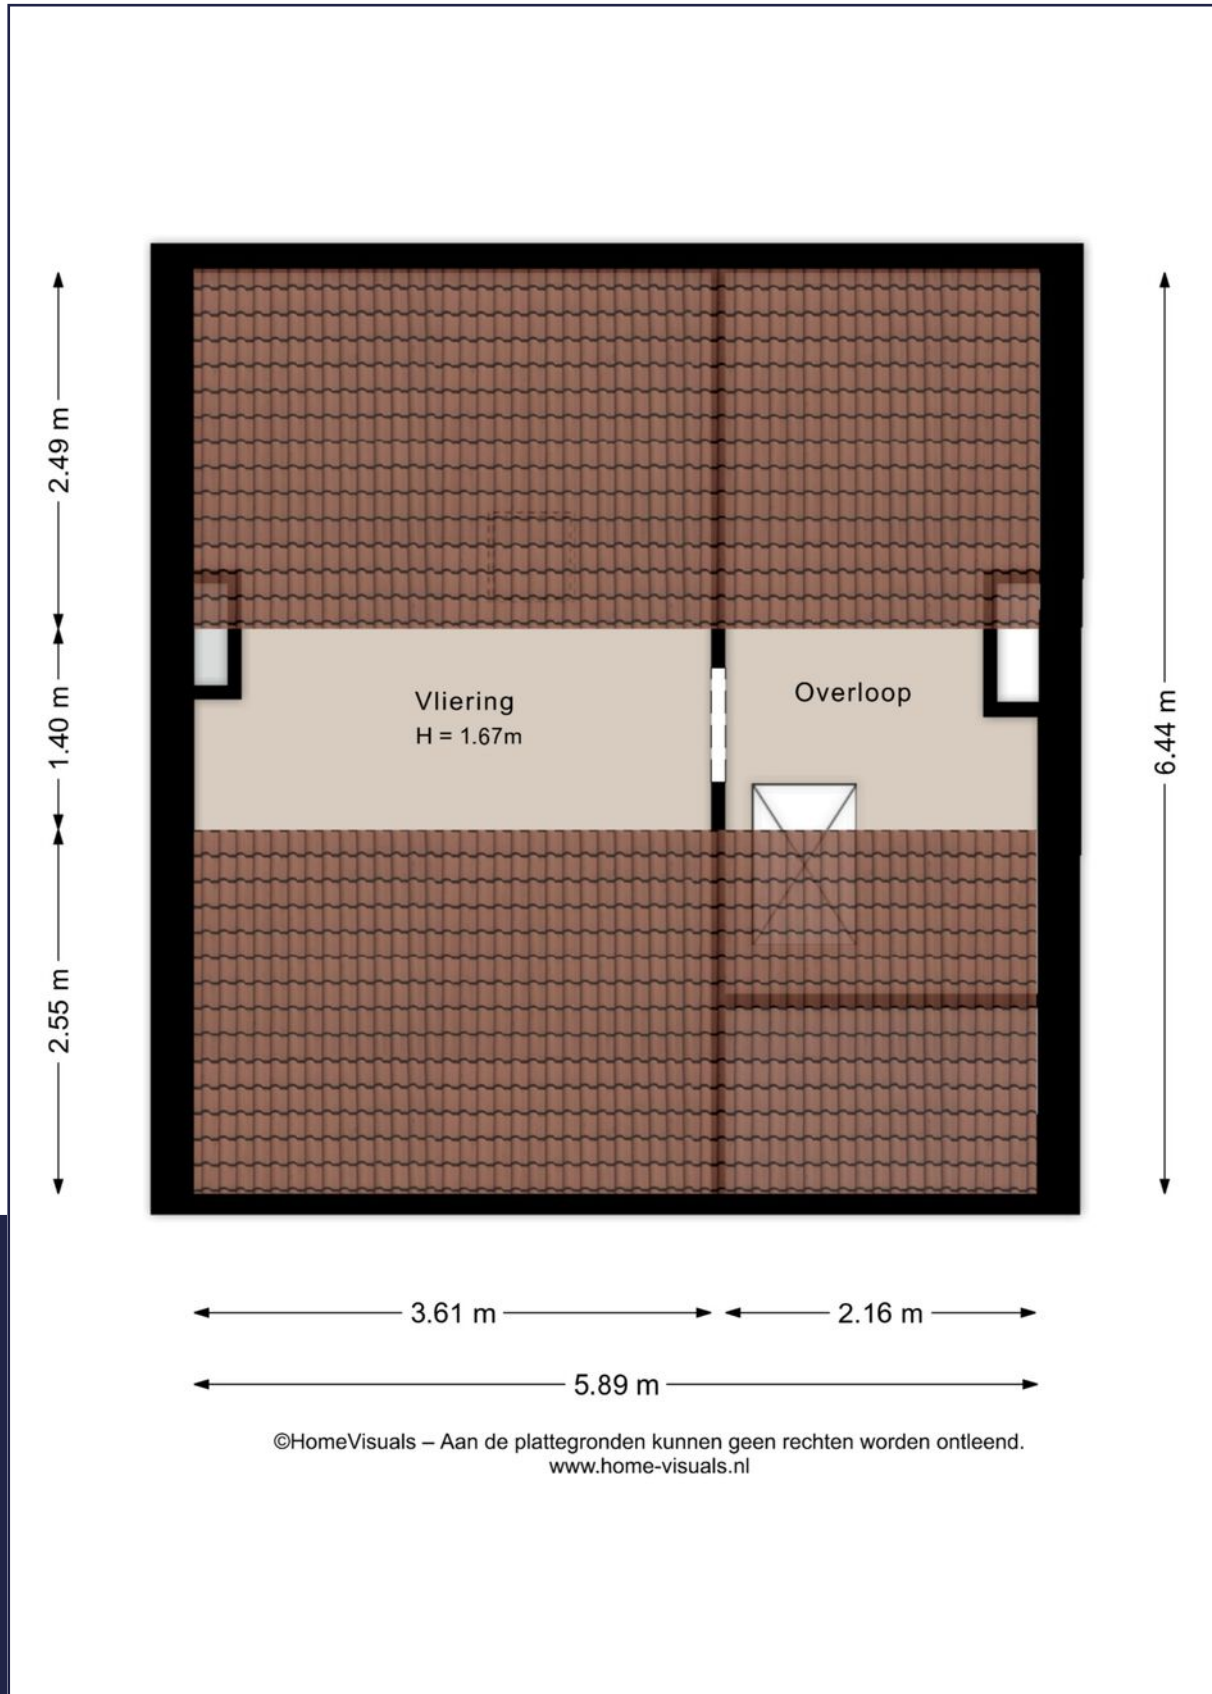 2.49 m
1.40 m
2.55 m
6.44 m
Vliering
H = 1.67m
Overloop
3.61 m
2.16 m
5.89 m
©HomeVisuals – Aan de plattegronden kunnen geen rechten worden ontleend.
www.home-visuals.nl